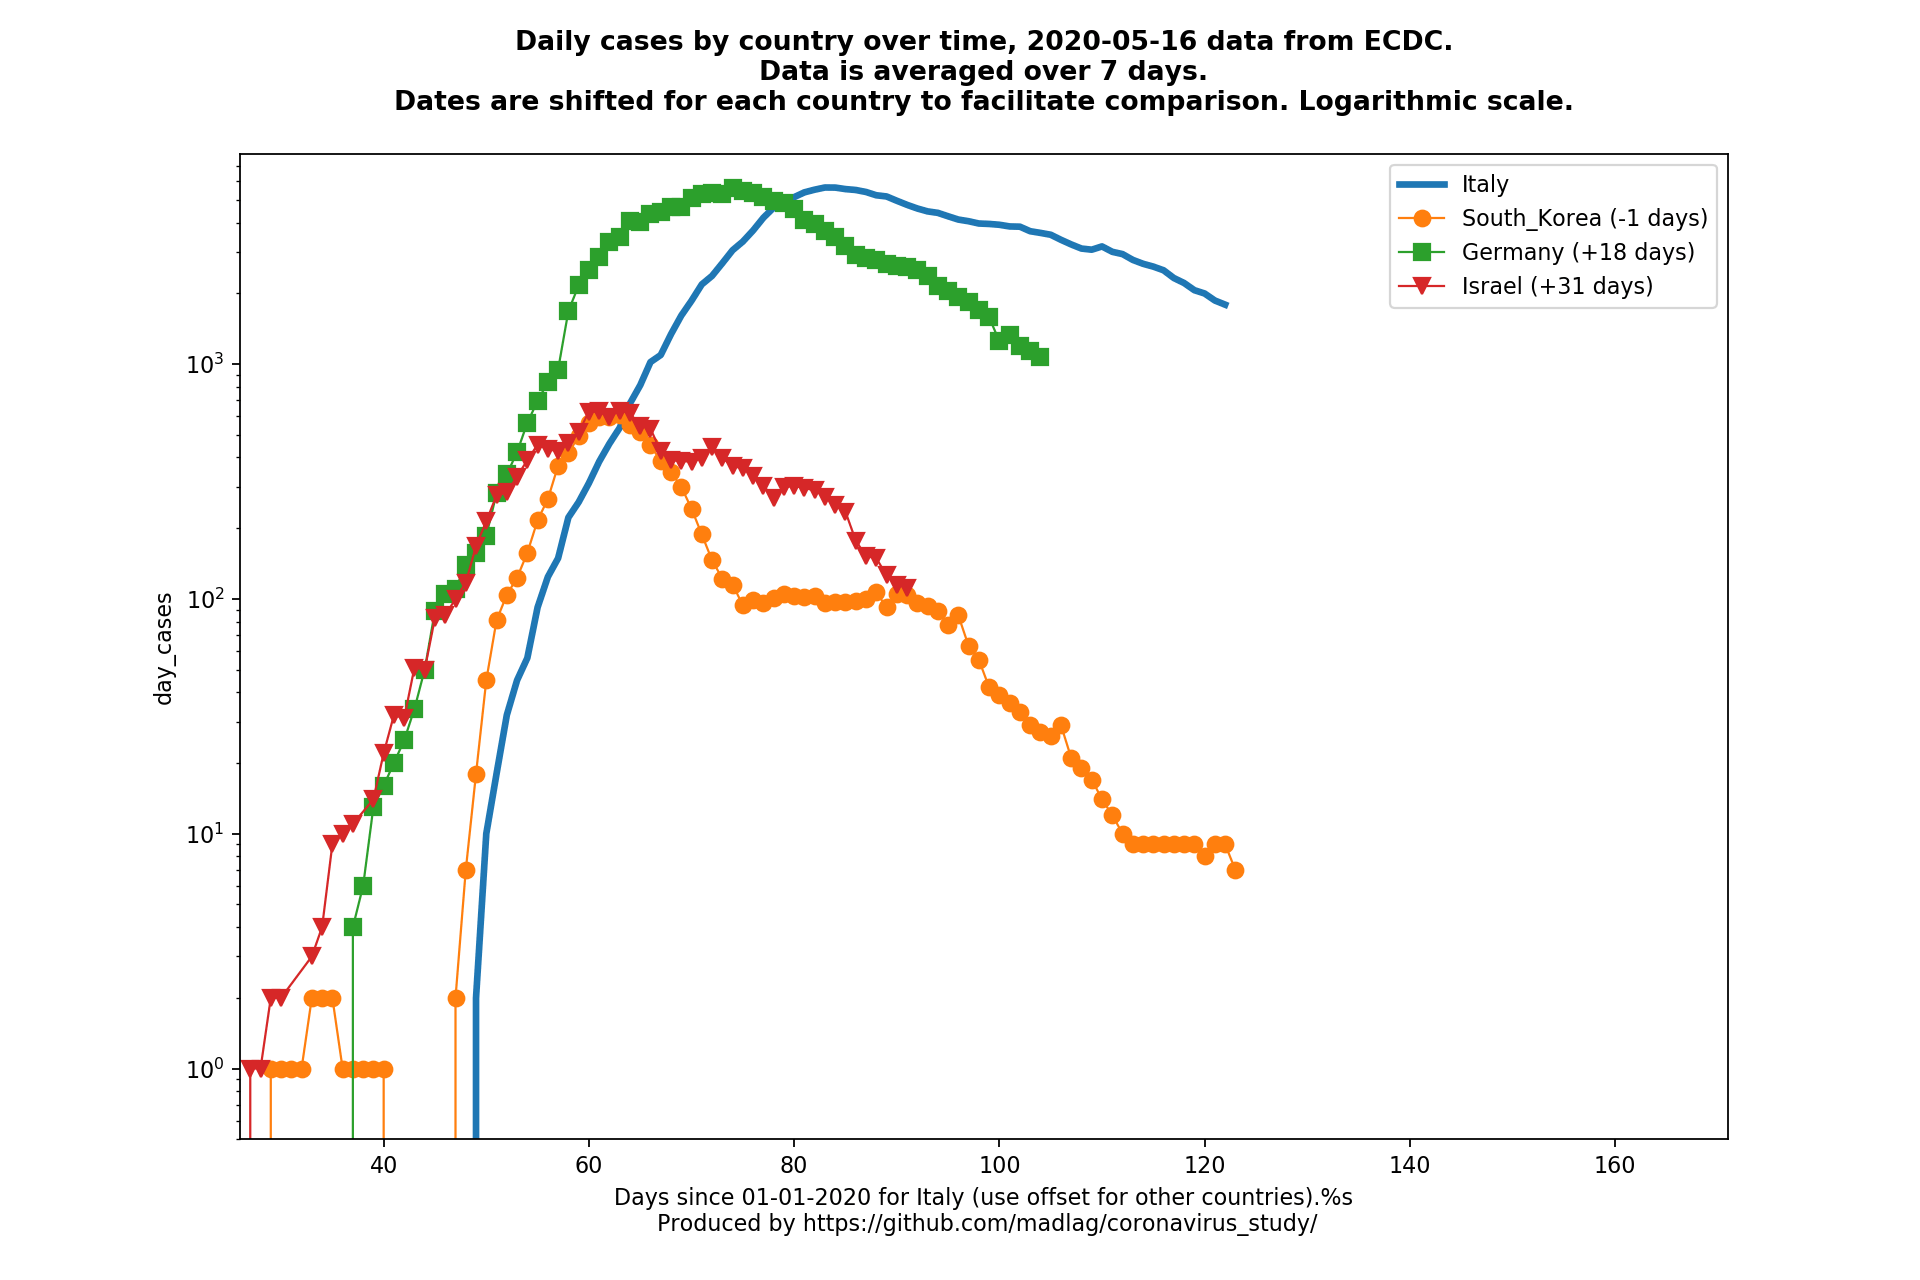 Daily cases by country over time, 2020-05-16 data from ECDC.
Data is averaged over 7 days.
Dates are shifted for each country to facilitate comparison. Logarithmic scale.
Italy
South_Korea (-1 days)
Germany (+18 days)
Israel (+31 days)
10³
10²
10¹
10⁰
day_cases
40 60 80 100 120 140 160
Days since 01-01-2020 for Italy (use offset for other countries).%s
Produced by https://github.com/madlag/coronavirus_study/